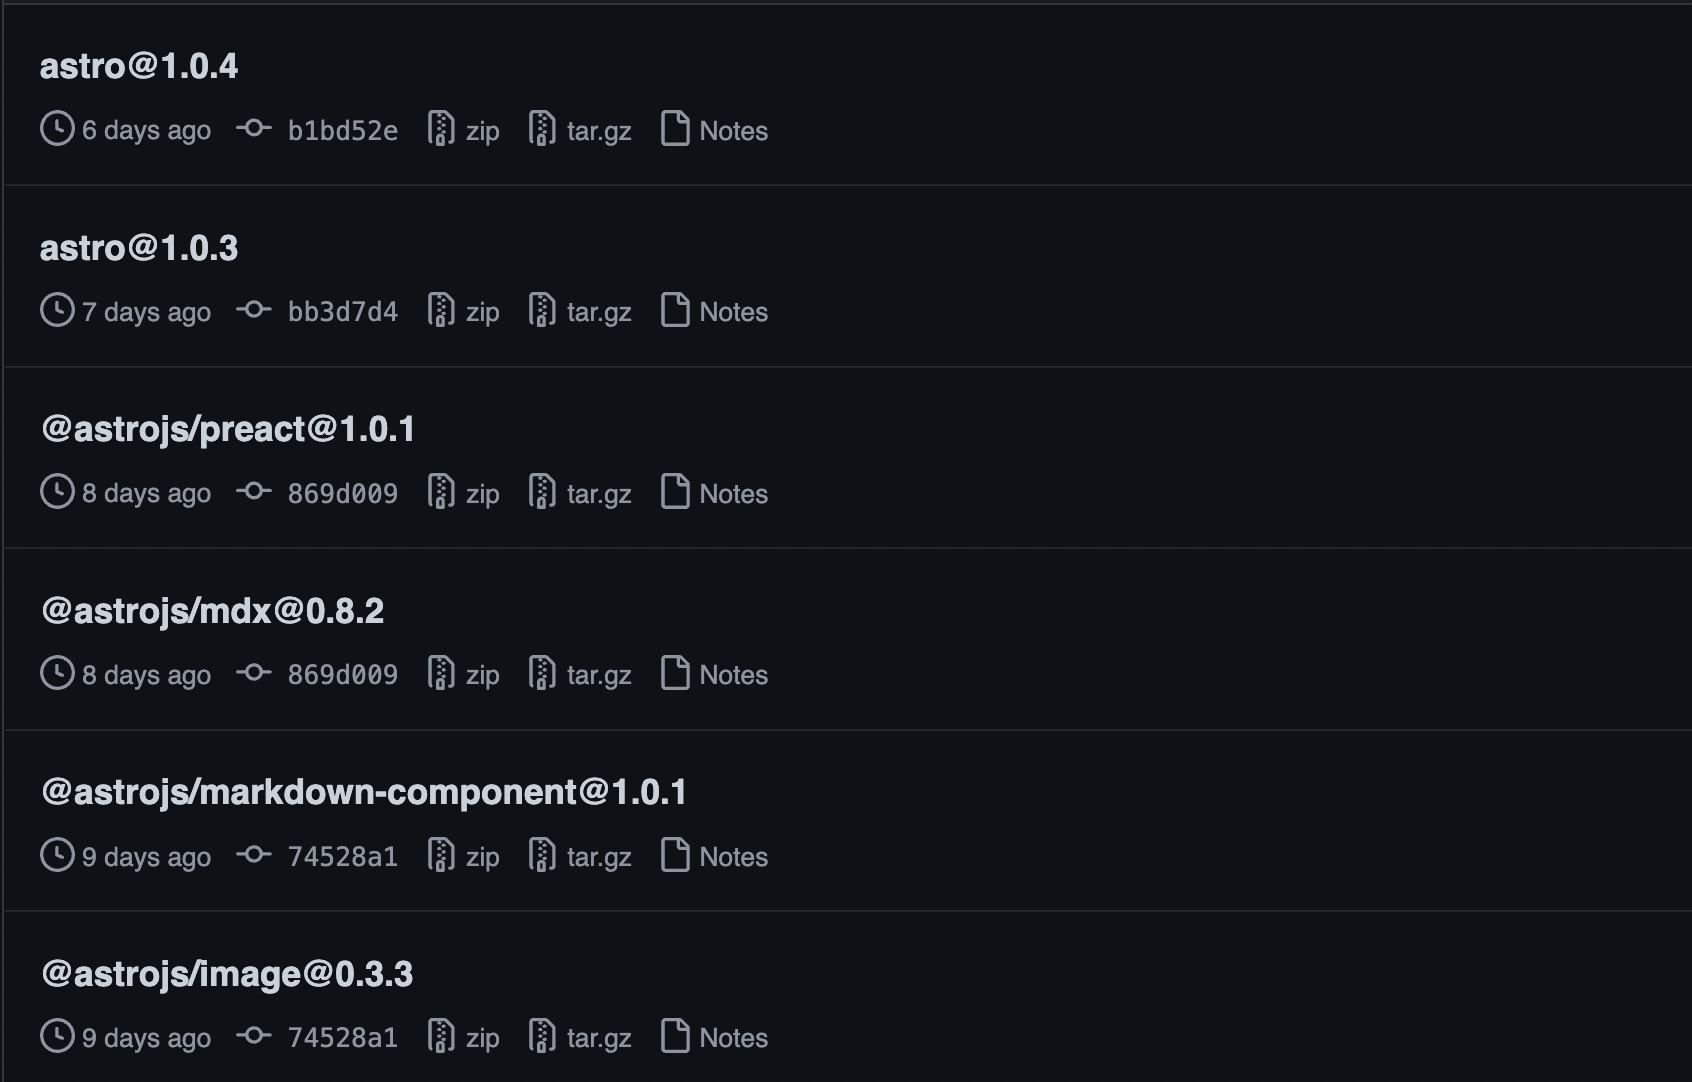 astro@1.0.4
6 days ago b1bd52e zip tar.gz Notes
astro@1.0.3
7 days ago bb3d7d4 zip tar.gz Notes
@astrojs/preact@1.0.1
8 days ago 869d009 zip tar.gz Notes
@astrojs/mdx@0.8.2
8 days ago 869d009 zip tar.gz Notes
@astrojs/markdown-component@1.0.1
9 days ago 74528a1 zip tar.gz Notes
@astrojs/image@0.3.3
9 days ago 74528a1 zip tar.gz Notes